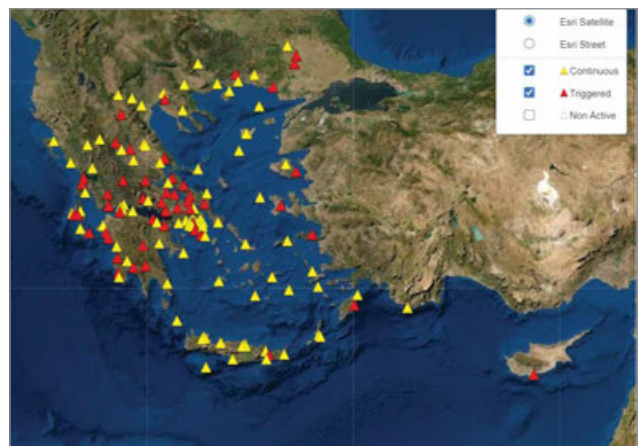 Esri Satellite
Esri Street
Continuous
Triggered
Non Active